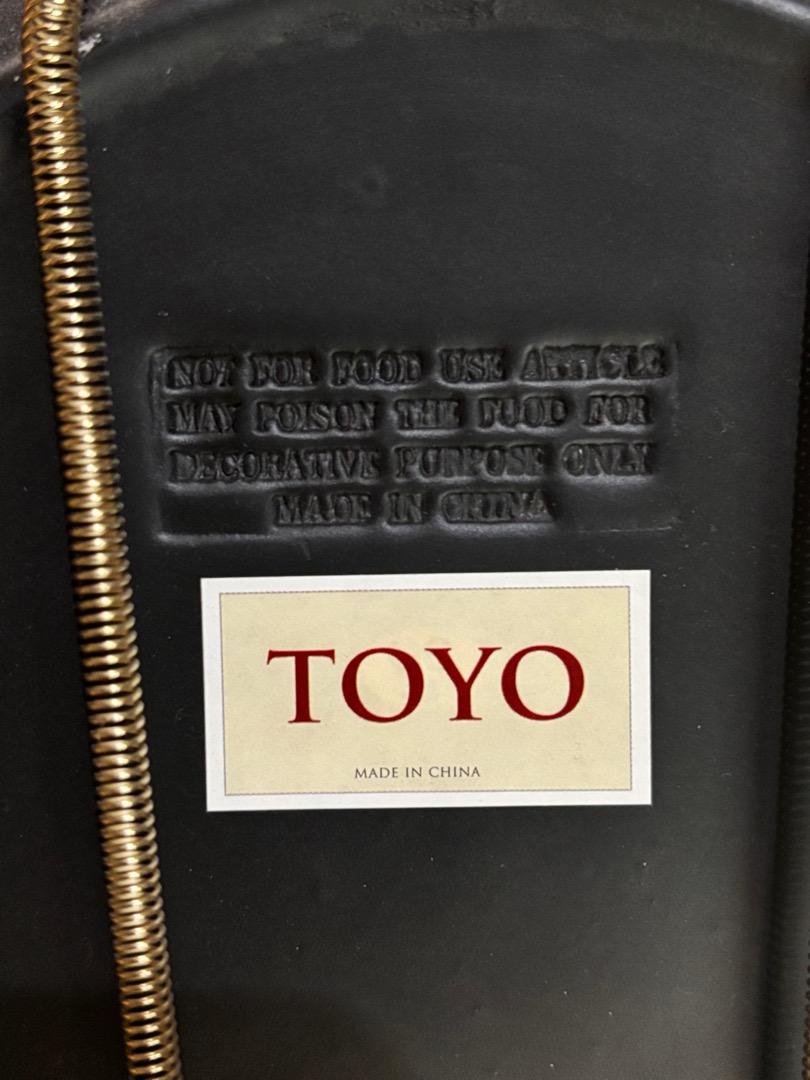 NOT FOR FOOD USE ARTICLE
MAY POISON THE FOOD FOR
DECORATIVE PURPOSE ONLY
MADE IN CHINA
TOYO
MADE IN CHINA